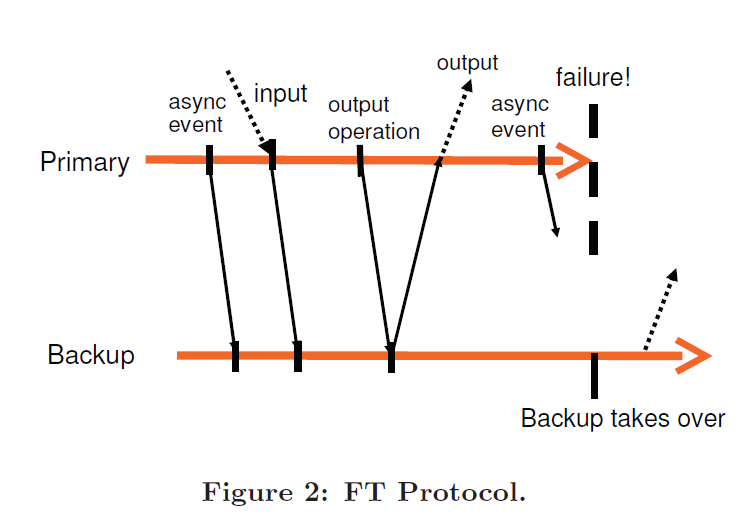 output
failure!
async
event
input
output
operation
async
event
Primary
Backup
Backup takes over
Figure 2: FT Protocol.